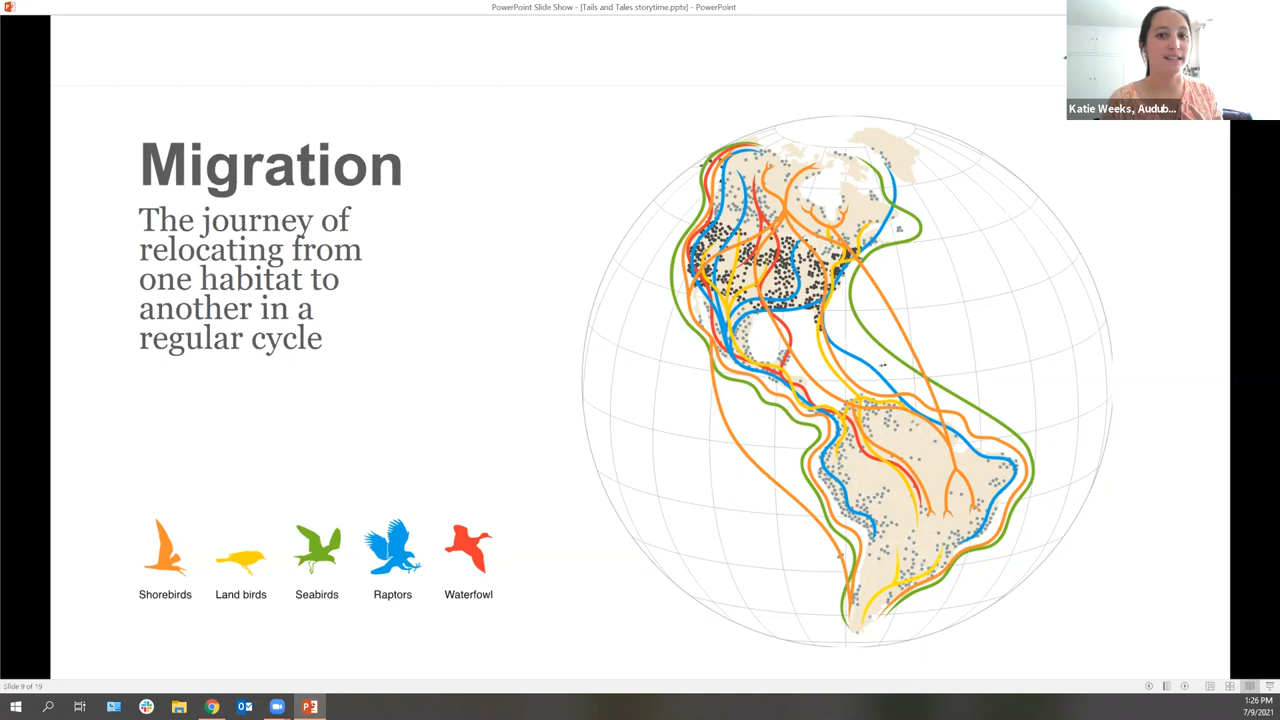 PowerPoint Slide Show - [Tails and Tales storytime.pptx] - PowerPoint
Katie Weeks, Audub...
Migration
The journey of
relocating from
one habitat to
another in a
regular cycle
Shorebirds
Land birds
Seabirds
Raptors
Waterfowl
Slide 9 of 19
1:26 PM
7/9/2021